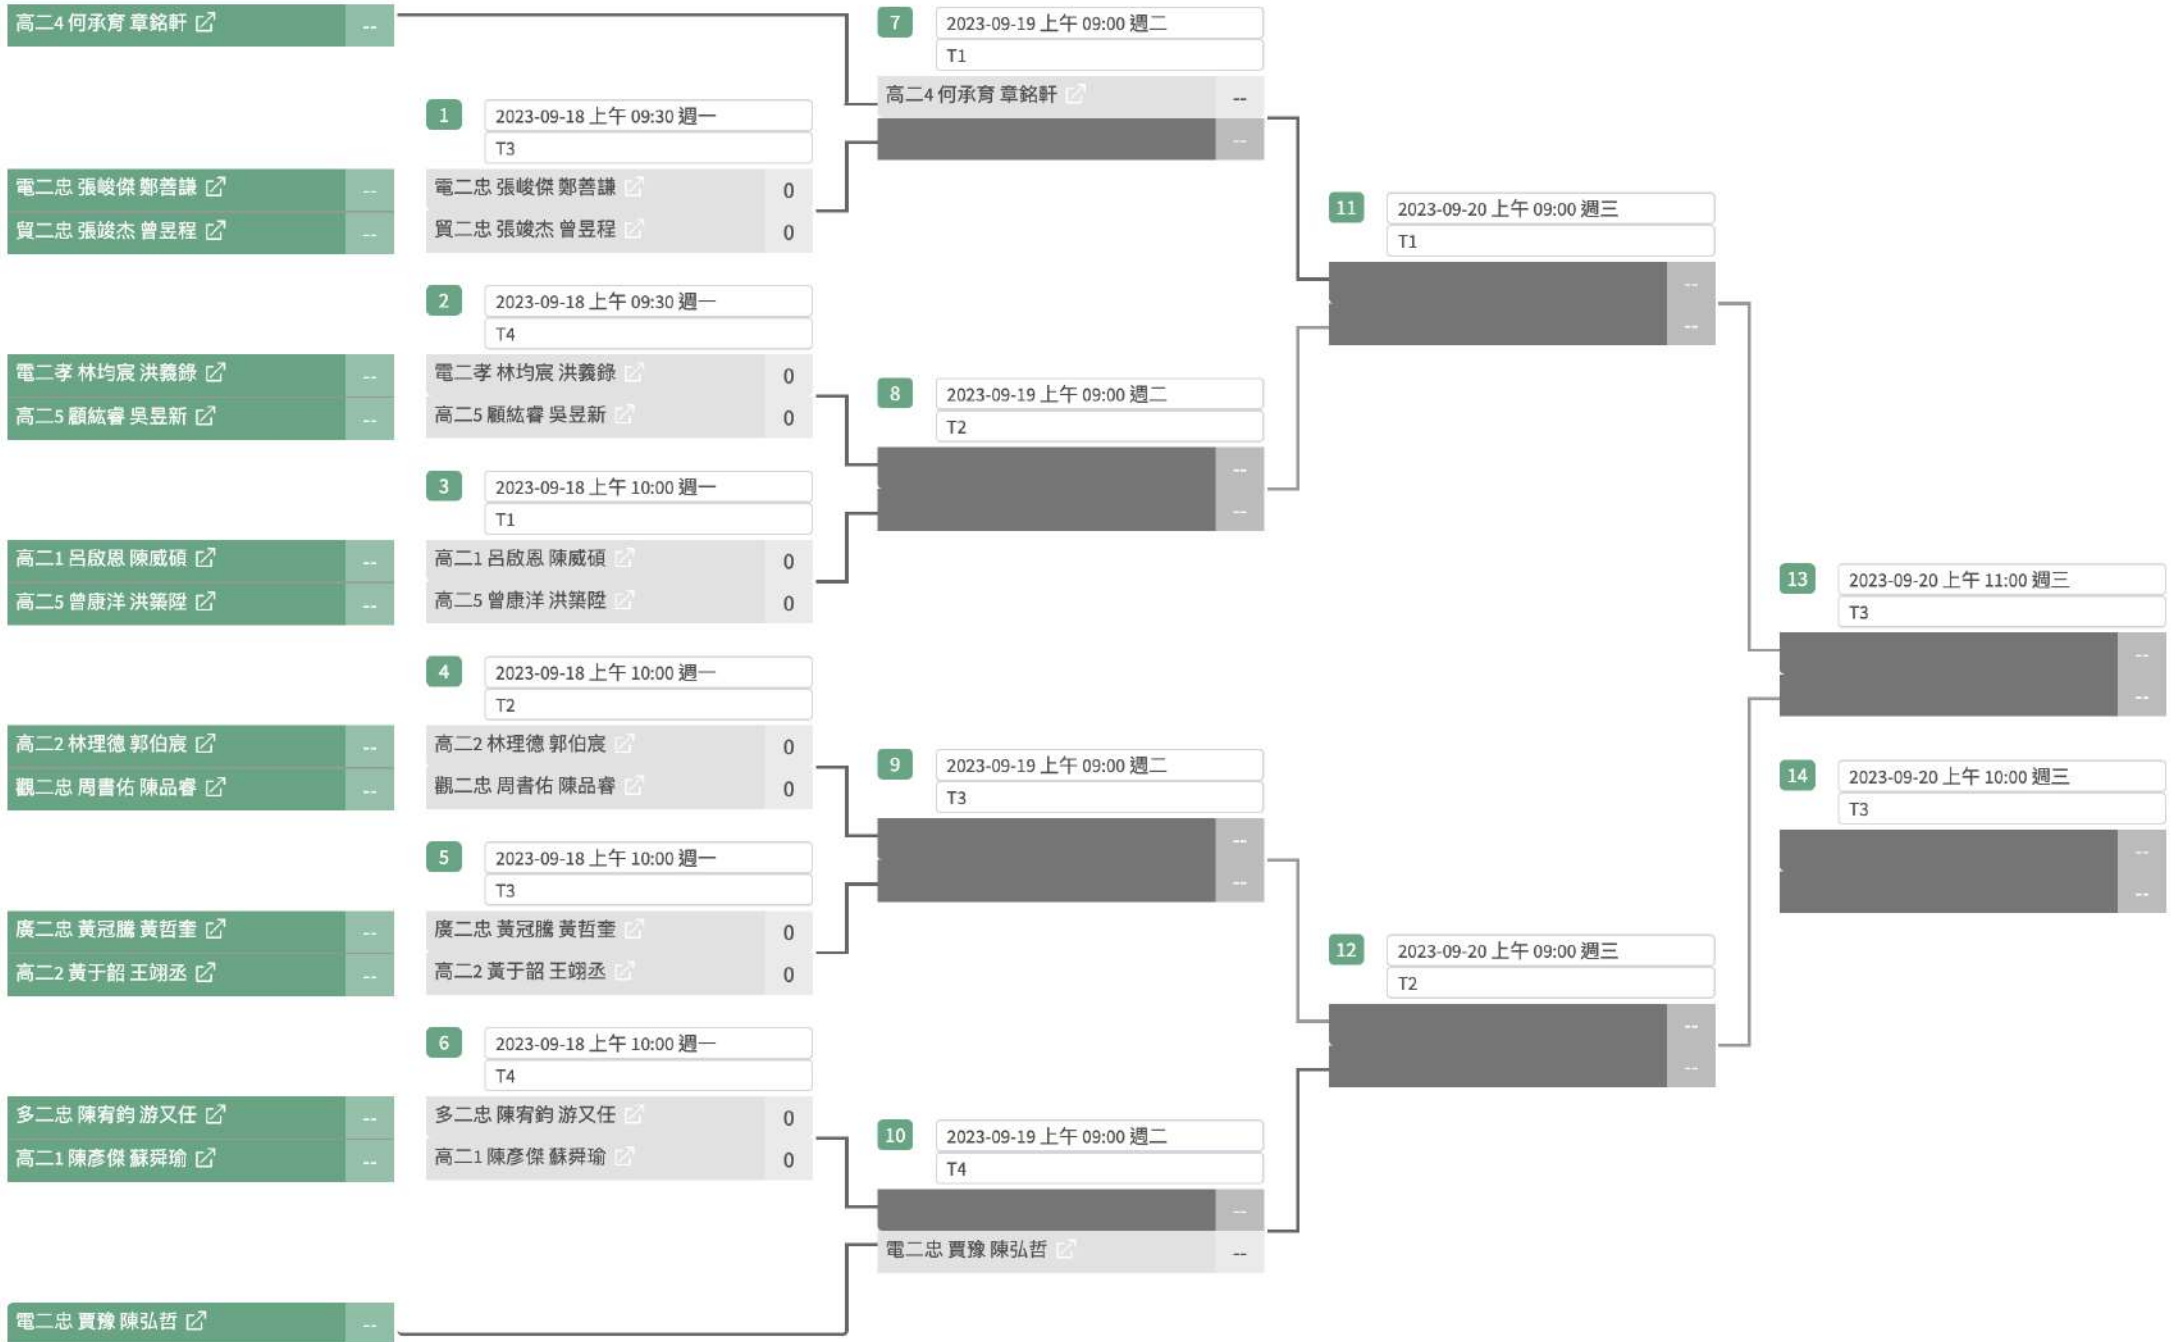 高二4 何承育 章銘軒 --
電二忠 張峻傑 鄭善謙 --
貿二忠 張竣杰 曾昱程 --
電二孝 林均宸 洪義錄 --
高二5 顧紘睿 吳昱新 --
高二1 呂啟恩 陳威碩 --
高二5 曾康洋 洪築陞 --
高二2 林理德 郭伯宸 --
觀二忠 周書佑 陳品睿 --
廣二忠 黃冠騰 黃哲奎 --
高二2 黃于韶 王翊丞 --
多二忠 陳宥鈞 游又任 --
高二1 陳彥傑 蘇舜瑜 --
電二忠 賈豫 陳弘哲 --
1 2023-09-18 上午 09:30 週一
T3
電二忠 張峻傑 鄭善謙 0
貿二忠 張竣杰 曾昱程 0
2 2023-09-18 上午 09:30 週一
T4
電二孝 林均宸 洪義錄 0
高二5 顧紘睿 吳昱新 0
3 2023-09-18 上午 10:00 週一
T1
高二1 呂啟恩 陳威碩 0
高二5 曾康洋 洪築陞 0
4 2023-09-18 上午 10:00 週一
T2
高二2 林理德 郭伯宸 0
觀二忠 周書佑 陳品睿 0
5 2023-09-18 上午 10:00 週一
T3
廣二忠 黃冠騰 黃哲奎 0
高二2 黃于韶 王翊丞 0
6 2023-09-18 上午 10:00 週一
T4
多二忠 陳宥鈞 游又任 0
高二1 陳彥傑 蘇舜瑜 0
7 2023-09-19 上午 09:00 週二
T1
高二4 何承育 章銘軒 --
--
8 2023-09-19 上午 09:00 週二
T2
--
--
9 2023-09-19 上午 09:00 週二
T3
--
--
10 2023-09-19 上午 09:00 週二
T4
--
電二忠 賈豫 陳弘哲 --
11 2023-09-20 上午 09:00 週三
T1
--
--
12 2023-09-20 上午 09:00 週三
T2
--
--
13 2023-09-20 上午 11:00 週三
T3
--
--
14 2023-09-20 上午 10:00 週三
T3
--
--